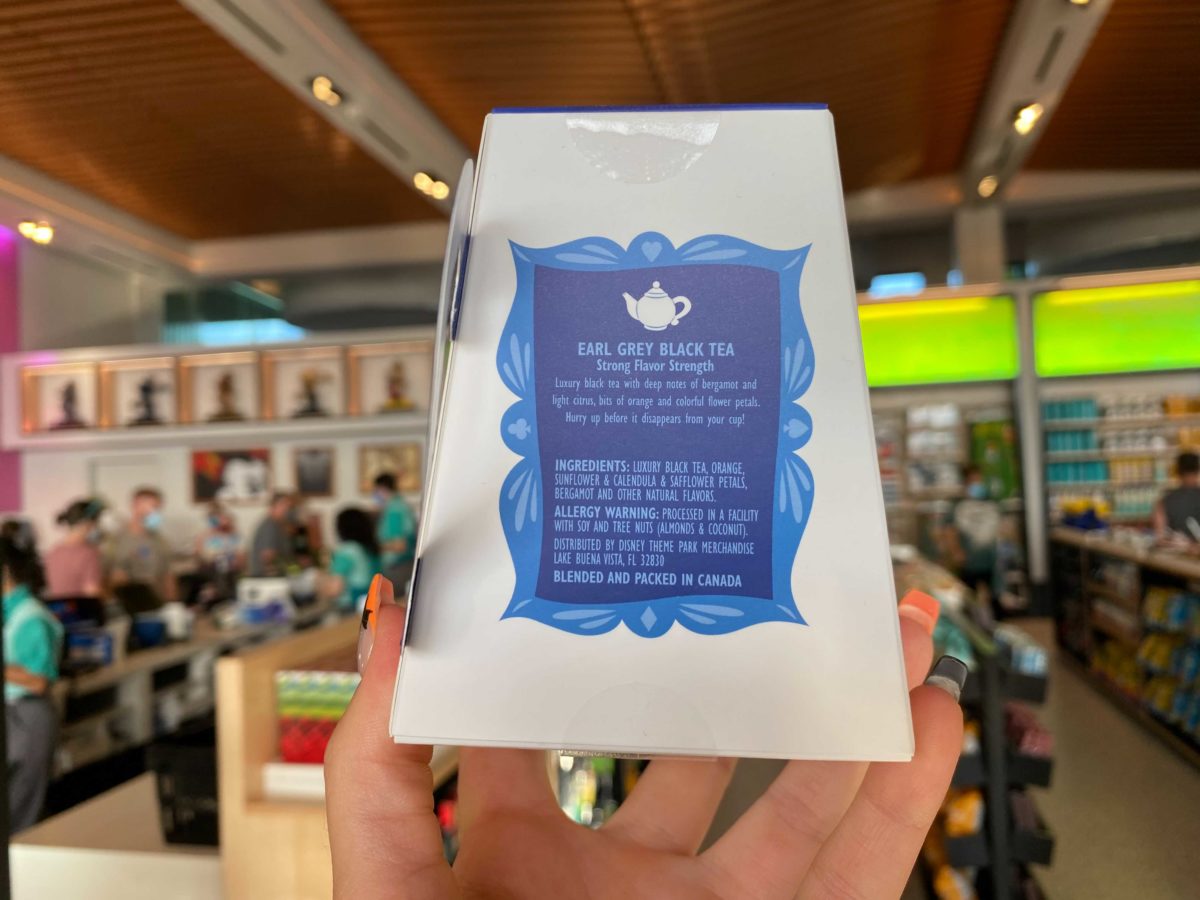 EARL GREY BLACK TEA
Strong Flavor Strength
Luxury black tea with deep notes of bergamot and
light citrus, bits of orange and colorful flower petals.
Hurry up before it disappears from your cup!
INGREDIENTS: LUXURY BLACK TEA, ORANGE,
SUNFLOWER & CALENDULA & SAFFLOWER PETALS,
BERGAMOT AND OTHER NATURAL FLAVORS.
ALLERGY WARNING: PROCESSED IN A FACILITY
WITH SOY AND TREE NUTS (ALMONDS & COCONUT).
DISTRIBUTED BY DISNEY THEME PARK MERCHANDISE
LAKE BUENA VISTA, FL 32830
BLENDED AND PACKED IN CANADA